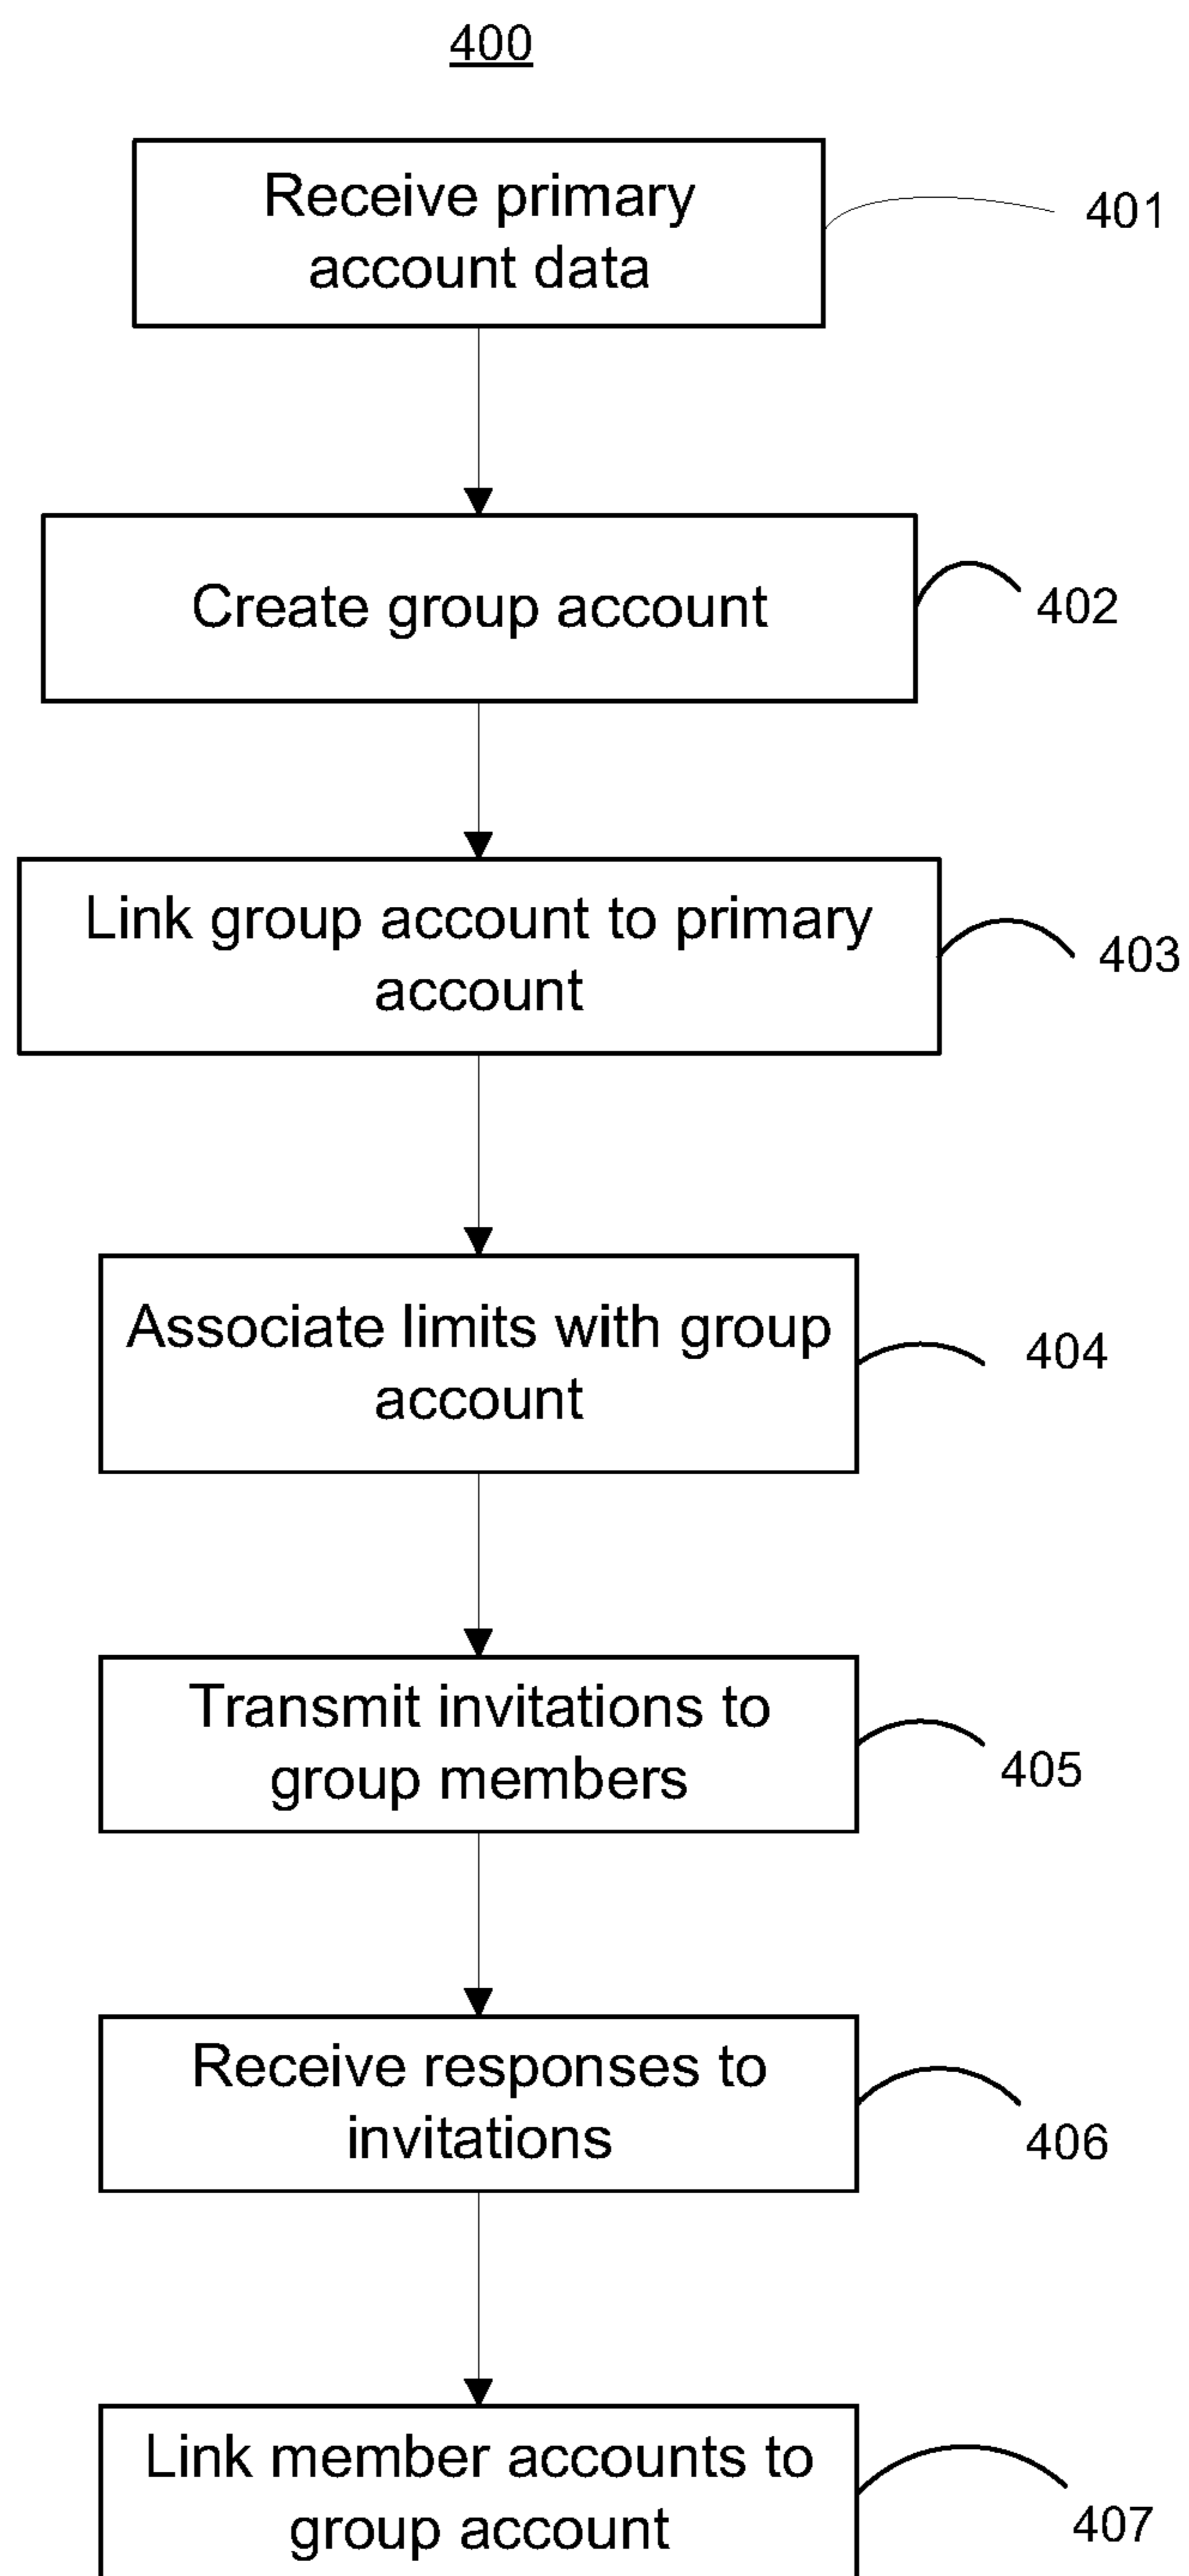 400
Receive primary
account data
401
Create group account
402
Link group account to primary
account
403
Associate limits with group
account
404
Transmit invitations to
group members
405
Receive responses to
invitations
406
Link member accounts to
group account
407